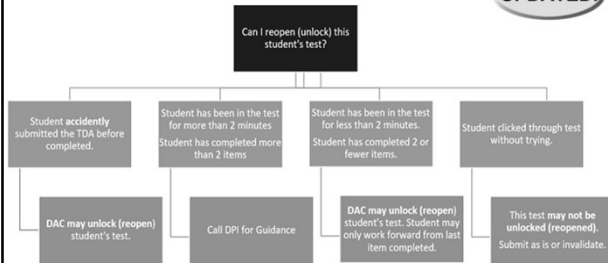 Can I reopen (unlock) this
student's test?
Student accidently
submitted the TDA before
completed.
Student has been in the test
for more than 2 minutes
Student has completed more
than 2 items
Student has been in the test
for less than 2 minutes.
Student has completed 2 or
fewer items.
Student clicked through test
without trying.
DAC may unlock (reopen)
student's test.
Call DPI for Guidance
DAC may unlock (reopen)
student's test. Student may
only work forward from last
item completed.
This test may not be
unlocked (reopened).
Submit as is or invalidate.